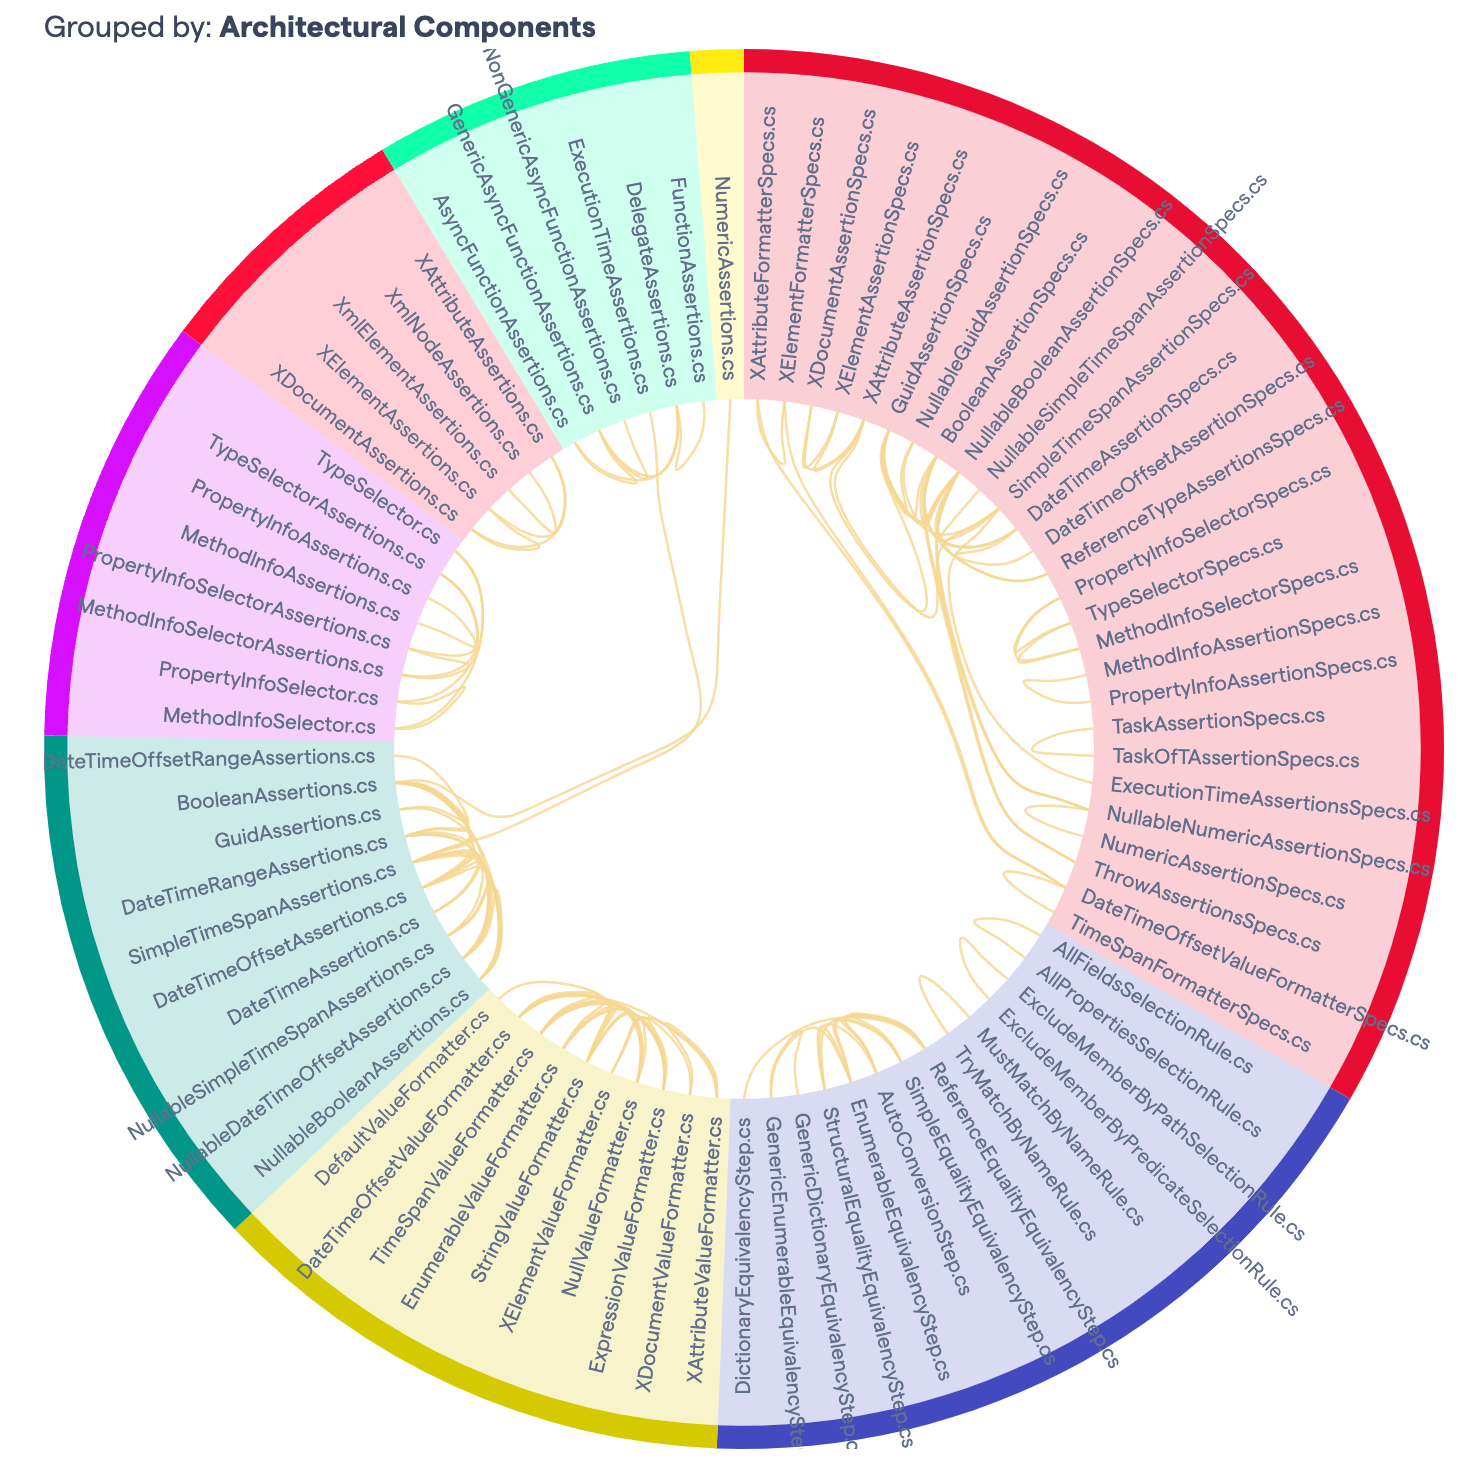 Grouped by: Architectural Components
XAttributeFormatterSpecs.cs
XElementFormatterSpecs.cs
XDocumentAssertionSpecs.cs
XElementAssertionSpecs.cs
XAttributeAssertionSpecs.cs
GuidAssertionSpecs.cs
NullableGuidAssertionSpecs.cs
BooleanAssertionSpecs.cs
NullableBooleanAssertionSpecs.cs
NullableSimpleTimeSpanAssertionSpecs.cs
SimpleTimeSpanAssertionSpecs.cs
DateTimeAssertionSpecs.cs
DateTimeOffsetAssertionSpecs.cs
ReferenceTypeAssertionsSpecs.cs
PropertyInfoSelectorSpecs.cs
TypeSelectorSpecs.cs
MethodInfoSelectorSpecs.cs
MethodInfoAssertionSpecs.cs
PropertyInfoAssertionSpecs.cs
TaskAssertionSpecs.cs
TaskOfTAssertionSpecs.cs
ExecutionTimeAssertionsSpecs.cs
NullableNumericAssertionSpecs.cs
NumericAssertionSpecs.cs
ThrowAssertionsSpecs.cs
DateTimeOffsetValueFormatterSpecs.cs
TimeSpanFormatterSpecs.cs
AllFieldsSelectionRule.cs
AllPropertiesSelectionRule.cs
ExcludeMemberByPathSelectionRule.cs
ExcludeMemberByPredicateSelectionRule.cs
MustMatchByNameRule.cs
TryMatchByNameRule.cs
ReferenceEqualityEquivalencyStep.cs
SimpleEqualityEquivalencyStep.cs
AutoConversionStep.cs
EnumerableEquivalencyStep.cs
StructuralEqualityEquivalencyStep.cs
GenericDictionaryEquivalencyStep.c
GenericEnumerableEquivalencySte
DictionaryEquivalencyStep.cs
XAttributeValueFormatter.cs
XDocumentValueFormatter.cs
ExpressionValueFormatter.cs
NullValueFormatter.cs
XElementValueFormatter.cs
StringValueFormatter.cs
EnumerableValueFormatter.cs
TimeSpanValueFormatter.cs
DateTimeOffsetValueFormatter.cs
DefaultValueFormatter.cs
NullableBooleanAssertions.cs
NullableDateTimeOffsetAssertions.cs
NullableSimpleTimeSpanAssertions.cs
DateTimeAssertions.cs
DateTimeOffsetAssertions.cs
SimpleTimeSpanAssertions.cs
DateTimeRangeAssertions.cs
GuidAssertions.cs
BooleanAssertions.cs
DateTimeOffsetRangeAssertions.cs
MethodInfoSelector.cs
PropertyInfoSelector.cs
MethodInfoSelectorAssertions.cs
PropertyInfoSelectorAssertions.cs
MethodInfoAssertions.cs
PropertyInfoAssertions.cs
TypeSelectorAssertions.cs
TypeSelector.cs
XDocumentAssertions.cs
XElementAssertions.cs
XmlElementAssertions.cs
XmlNodeAssertions.cs
XAttributeAssertions.cs
AsyncFunctionAssertions.cs
GenericAsyncFunctionAssertions.cs
NonGenericAsyncFunctionAssertions.cs
ExecutionTimeAssertions.cs
DelegateAssertions.cs
FunctionAssertions.cs
NumericAssertions.cs